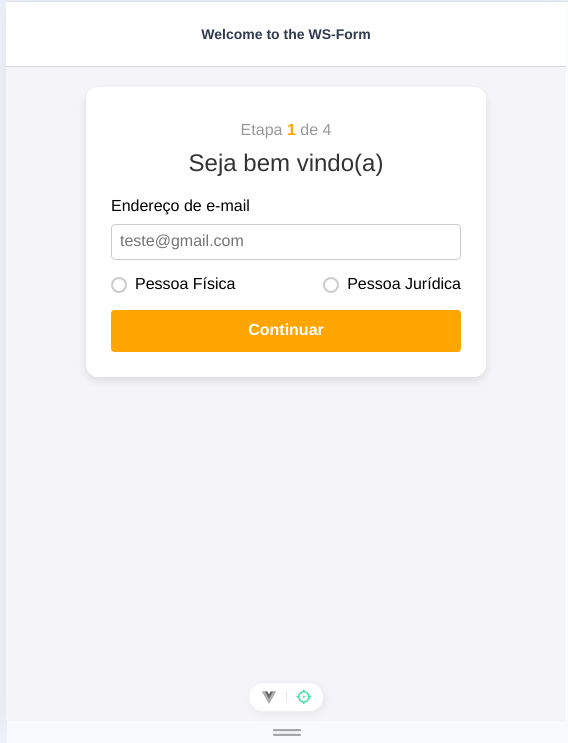 Welcome to the WS-Form
Etapa 1 de 4
Seja bem vindo(a)
Endereço de e-mail
teste@gmail.com
Pessoa Física
Pessoa Jurídica
Continuar